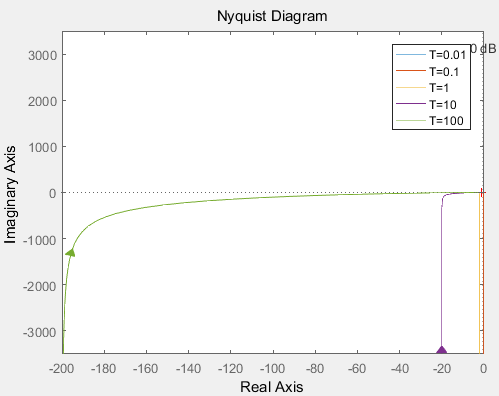 Nyquist Diagram
3000
2000
1000
0
-1000
-2000
-3000
Imaginary Axis
0 dB
T=0.01
T=0.1
T=1
T=10
T=100
-200 -180 -160 -140 -120 -100 -80 -60 -40 -20 0
Real Axis